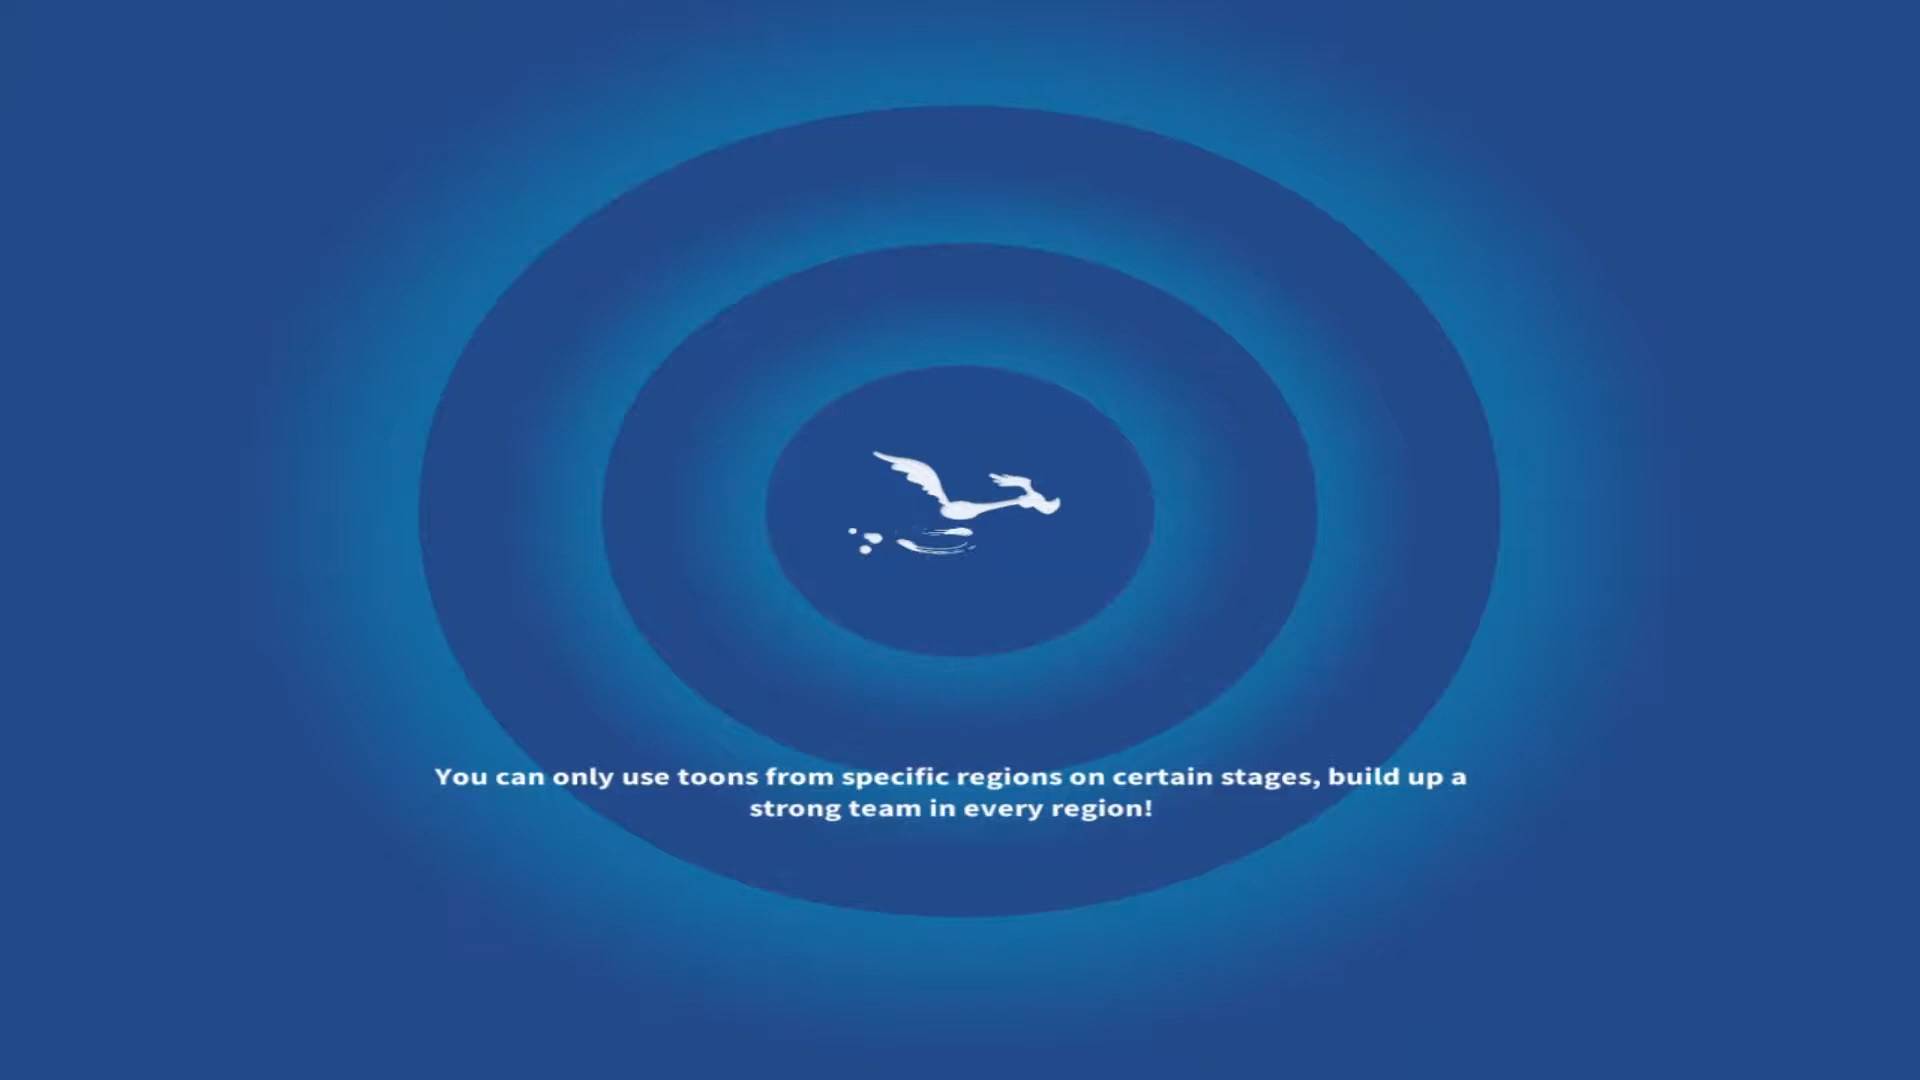 You can only use toons from specific regions on certain stages, build up a
strong team in every region!